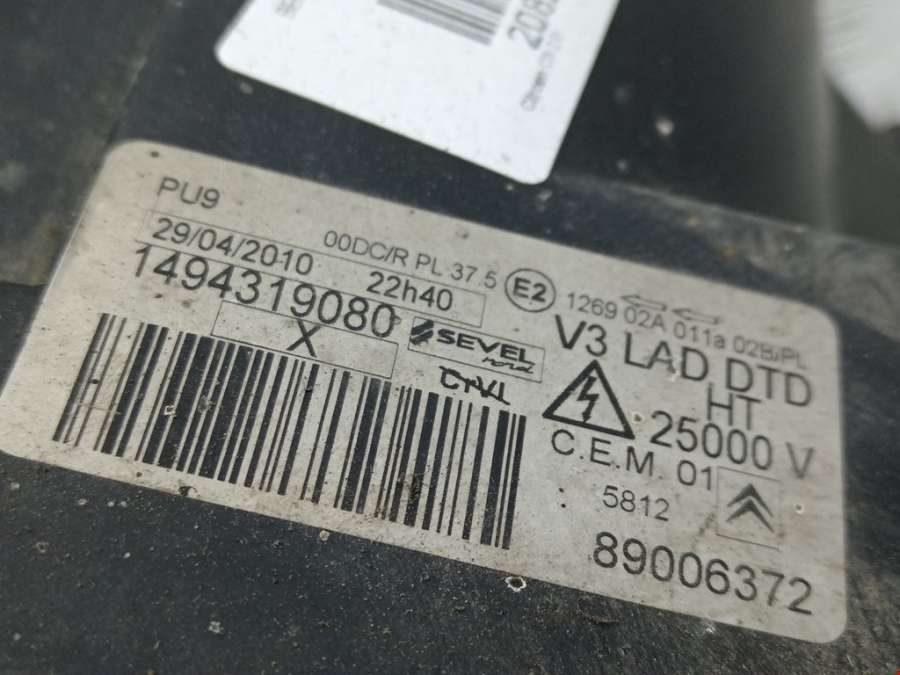 208
PU9
00DC/R PL 37.5
E2
1269 02A 011a 02B/PL
29/04/2010 22h40
1494319080
X
SEVEL
V3 LAD DTD
HT
25000 V
C.E.M. 01
5812
89006372